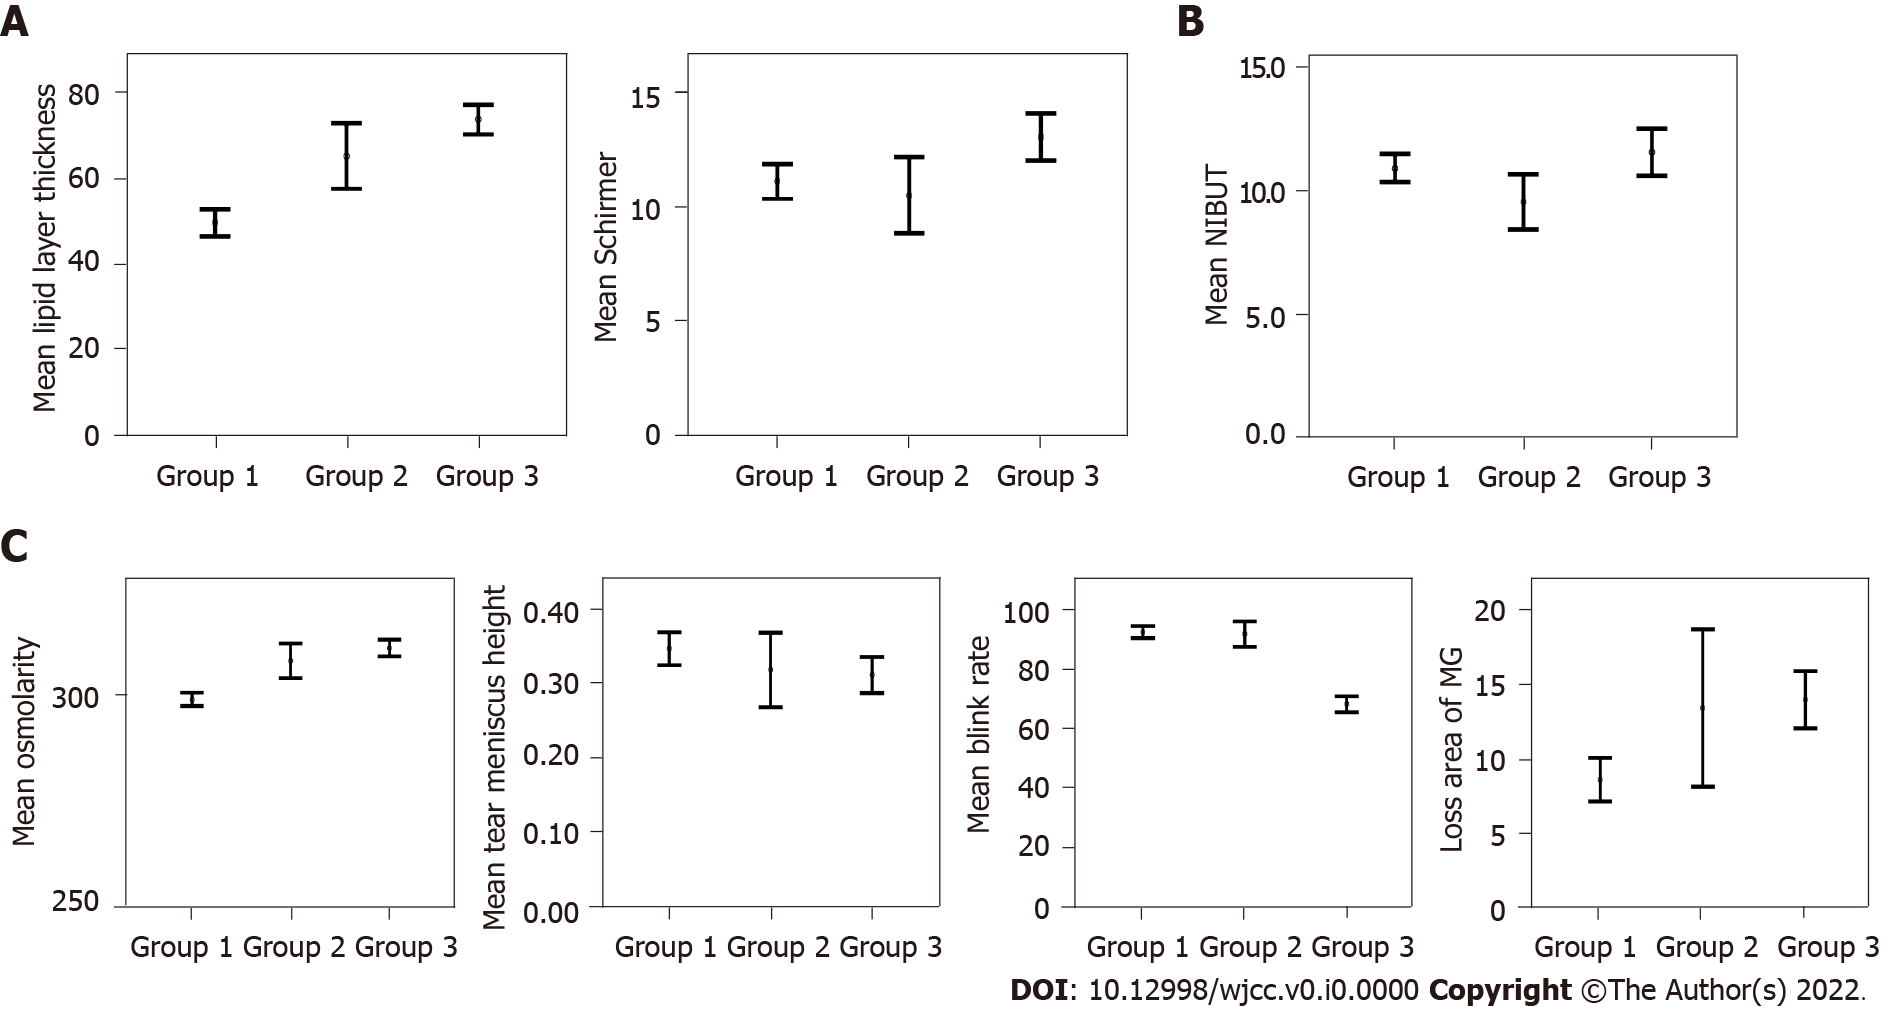 A
Mean lipid layer thickness
80
60
40
20
0
Group 1 Group 2 Group 3
Mean Schirmer
15
10
5
0
Group 1 Group 2 Group 3
B
Mean NIBUT
15.0
10.0
5.0
0.0
Group 1 Group 2 Group 3
C
Mean osmolarity
300
250
Group 1 Group 2 Group 3
Mean tear meniscus height
0.40
0.30
0.20
0.10
0.00
Group 1 Group 2 Group 3
Mean blink rate
100
80
60
40
20
0
Group 1 Group 2 Group 3
Loss area of MG
20
15
10
5
0
Group 1 Group 2 Group 3
DOI: 10.12998/wjcc.v0.i0.0000 Copyright ©The Author(s) 2022.